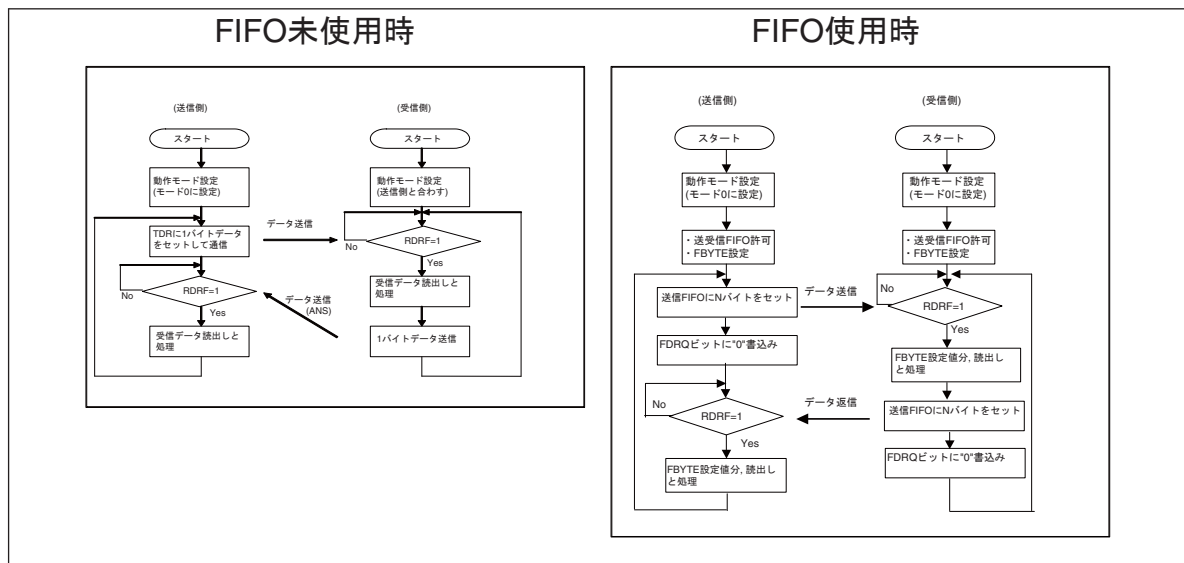 FIFO未使用時
(送信側)
スタート
動作モード設定
(モード0に設定)
TDRに1バイトデータ
をセットして通信
RDRF=1
No
Yes
受信データ読出しと
処理
データ送信
データ送信
(ANS)
(受信側)
スタート
動作モード設定
(送信側と合わす)
RDRF=1
No
Yes
受信データ読出しと
処理
1バイトデータ送信
FIFO使用時
(送信側)
スタート
動作モード設定
(モード0に設定)
・送受信FIFO許可
・FBYTE設定
送信FIFOにNバイトをセット
FDRQビットに"0"書込み
No
RDRF=1
Yes
FBYTE設定値分, 読出し
と処理
データ送信
データ返信
(受信側)
スタート
動作モード設定
(モード0に設定)
・送受信FIFO許可
・FBYTE設定
No
RDRF=1
Yes
FBYTE設定値分, 読出し
と処理
送信FIFOにNバイトをセット
FDRQビットに"0"書込み